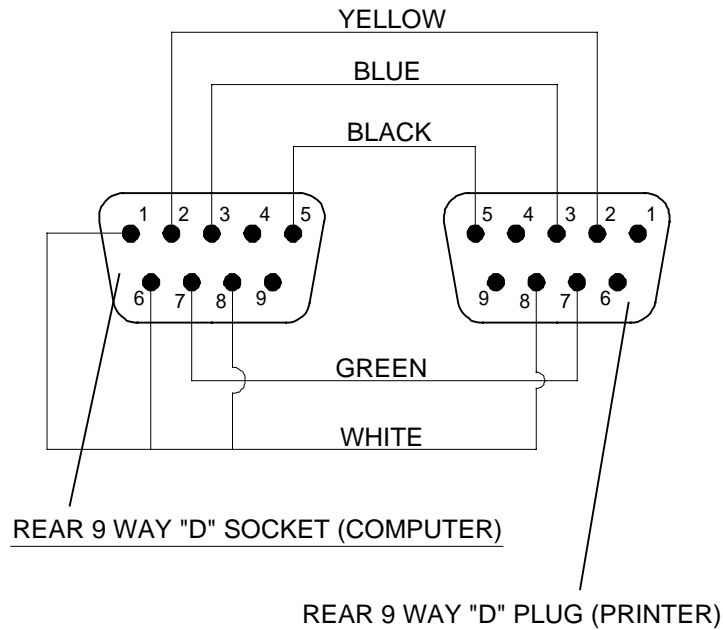 YELLOW
BLUE
BLACK
1 2 3 4 5
5 4 3 2 1
6 7 8 9
9 8 7 6
GREEN
WHITE
REAR 9 WAY "D" SOCKET (COMPUTER)
REAR 9 WAY "D" PLUG (PRINTER)